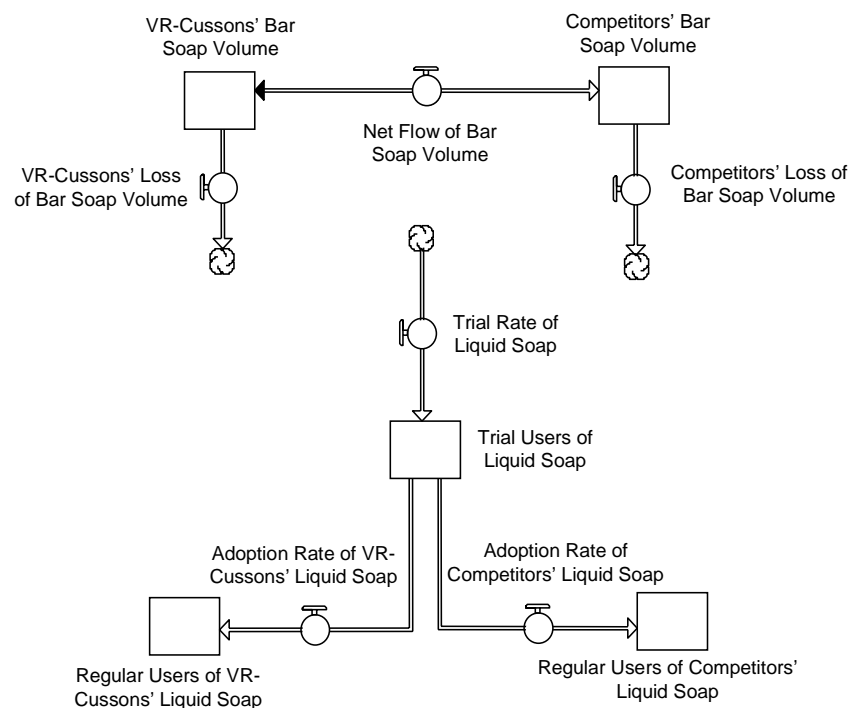 VR-Cussons’ Bar
Soap Volume
Competitors’ Bar
Soap Volume
Net Flow of Bar
Soap Volume
VR-Cussons’ Loss
of Bar Soap Volume
Competitors’ Loss of
Bar Soap Volume
Trial Rate of
Liquid Soap
Trial Users of
Liquid Soap
Adoption Rate of VR-
Cussons’ Liquid Soap
Adoption Rate of
Competitors’ Liquid Soap
Regular Users of VR-
Cussons’ Liquid Soap
Regular Users of Competitors’
Liquid Soap